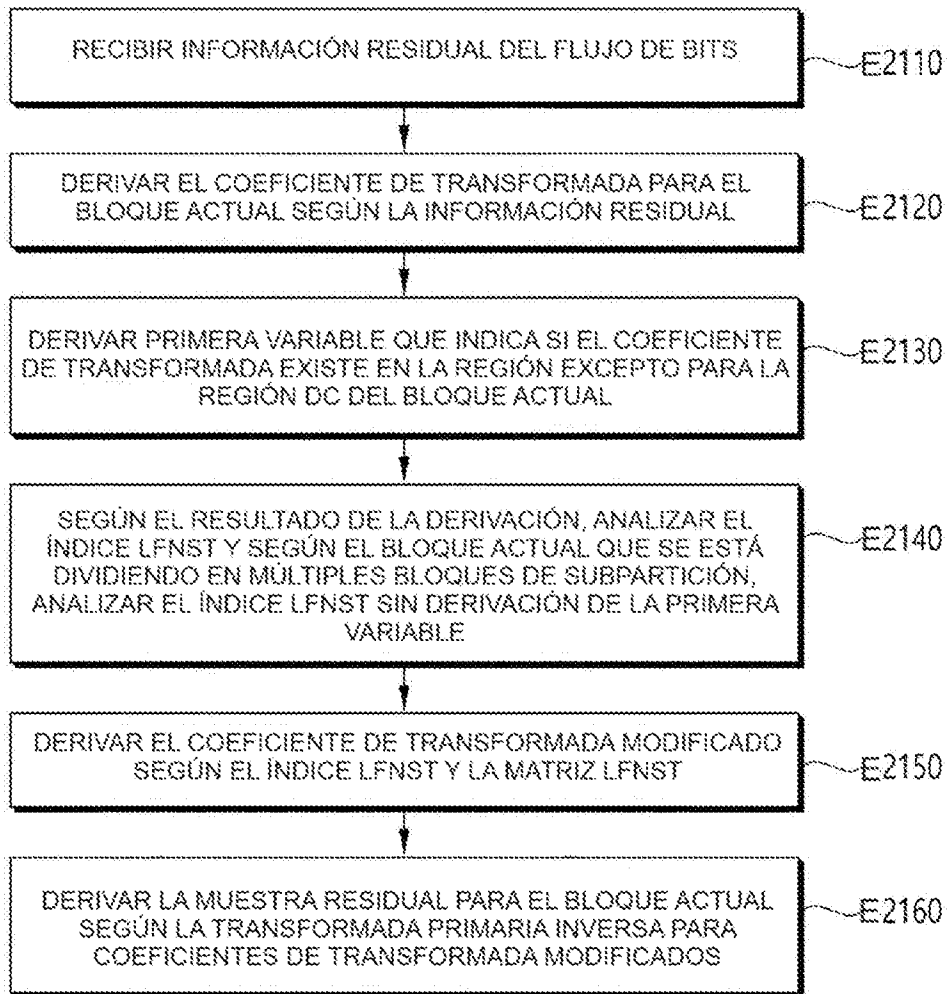 RECIBIR INFORMACIÓN RESIDUAL DEL FLUJO DE BITS
E2110
DERIVAR EL COEFICIENTE DE TRANSFORMADA PARA EL
BLOQUE ACTUAL SEGÚN LA INFORMACIÓN RESIDUAL
E2120
DERIVAR PRIMERA VARIABLE QUE INDICA SI EL COEFICIENTE
DE TRANSFORMADA EXISTE EN LA REGIÓN EXCEPTO PARA LA
REGIÓN DC DEL BLOQUE ACTUAL
E2130
SEGÚN EL RESULTADO DE LA DERIVACIÓN, ANALIZAR EL
ÍNDICE LFNST Y SEGÚN EL BLOQUE ACTUAL QUE SE ESTÁ
DIVIDIENDO EN MÚLTIPLES BLOQUES DE SUBPARTICIÓN,
ANALIZAR EL ÍNDICE LFNST SIN DERIVACIÓN DE LA PRIMERA
VARIABLE
E2140
DERIVAR EL COEFICIENTE DE TRANSFORMADA MODIFICADO
SEGÚN EL ÍNDICE LFNST Y LA MATRIZ LFNST
E2150
DERIVAR LA MUESTRA RESIDUAL PARA EL BLOQUE ACTUAL
SEGÚN LA TRANSFORMADA PRIMARIA INVERSA PARA
COEFICIENTES DE TRANSFORMADA MODIFICADOS
E2160